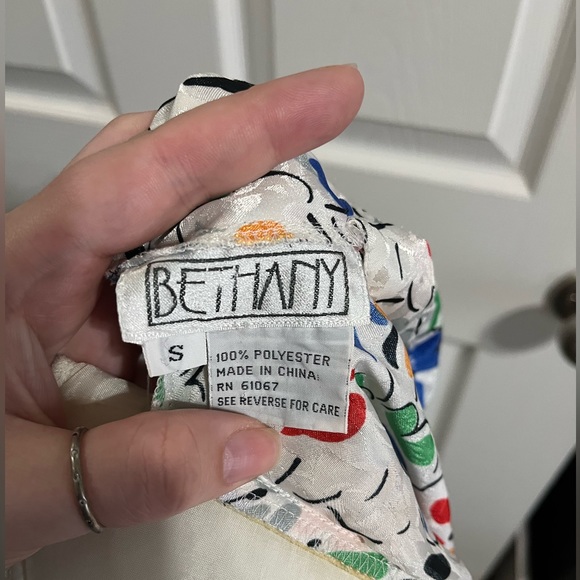 BETHANY
S
100% POLYESTER
MADE IN CHINA
RN 61067
SEE REVERSE FOR CARE